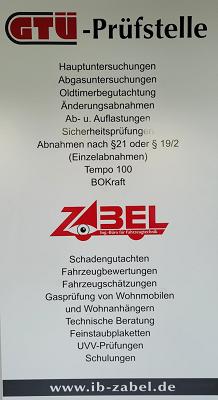 GTÜ-Prüfstelle
Hauptuntersuchungen
Abgasuntersuchungen
Oldtimerbegutachtung
Änderungsabnahmen
Ab- u. Auflastungen
Sicherheitsprüfungen
Abnahmen nach §21 oder § 19/2
(Einzelabnahmen)
Tempo 100
BOKraft
ZABEL
Ing.-Büro für Fahrzeugtechnik
Schadengutachten
Fahrzeugbewertungen
Fahrzeugschätzungen
Gasprüfung von Wohnmobilen
und Wohnanhängern
Technische Beratung
Feinstaubplaketten
UVV-Prüfungen
Schulungen
www.ib-zabel.de